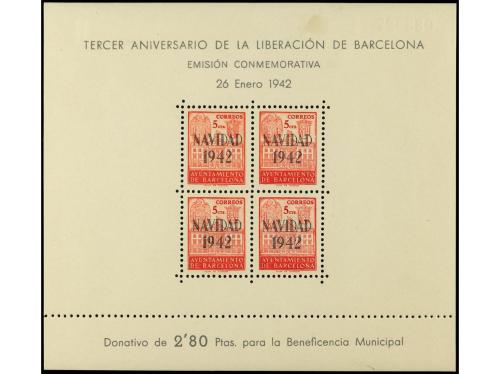 TERCER ANIVERSARIO DE LA LIBERACIÓN DE BARCELONA
EMISIÓN CONMEMORATIVA
26 Enero 1942
CORREOS CORREOS
5 cts 5 cts
NAVIDAD NAVIDAD
1942 1942
AYUNTAMIENTO AYUNTAMIENTO
DE BARCELONA DE BARCELONA
CORREOS CORREOS
5 cts 5 cts
NAVIDAD NAVIDAD
1942 1942
AYUNTAMIENTO AYUNTAMIENTO
DE BARCELONA DE BARCELONA
Donativo de 2'80 Ptas. para la Beneficencia Municipal